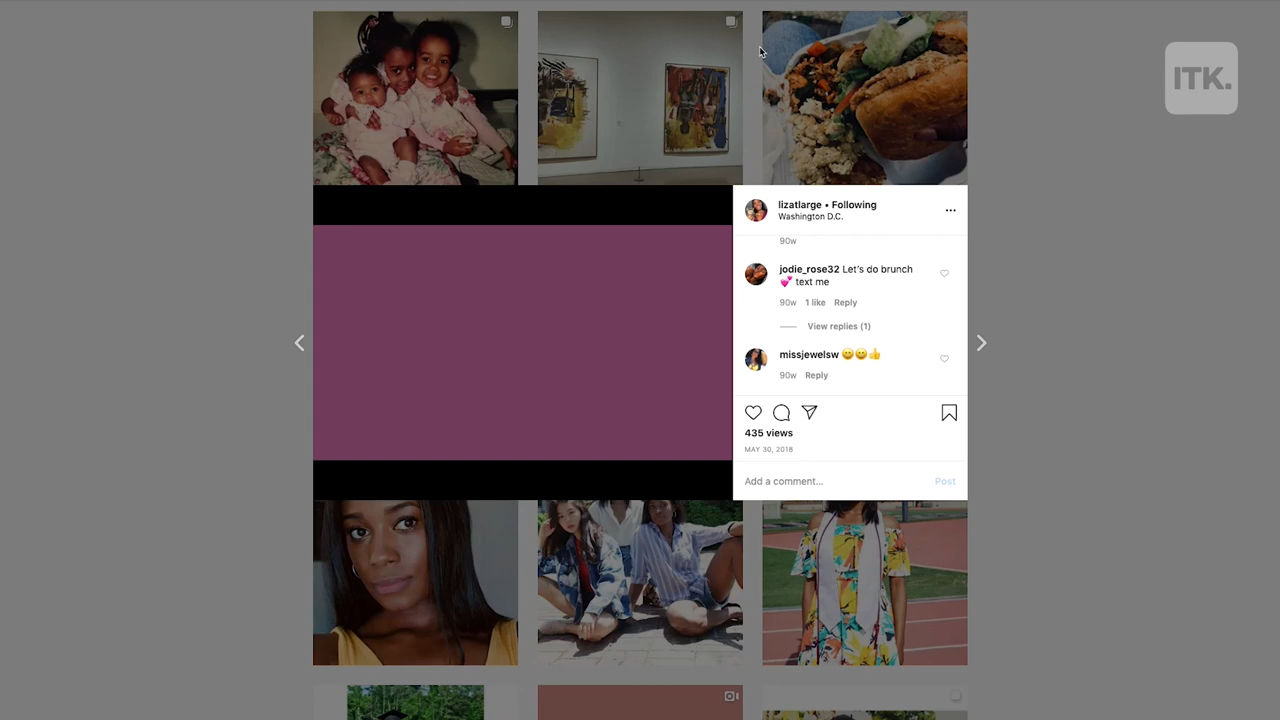 ITK.
lizatlarge • Following
Washington D.C.
90w
jodie_rose32 Let's do brunch
💕 text me
90w 1 like Reply
View replies (1)
missjewelsw 😄😄👍
90w Reply
435 views
MAY 30, 2018
Add a comment... Post